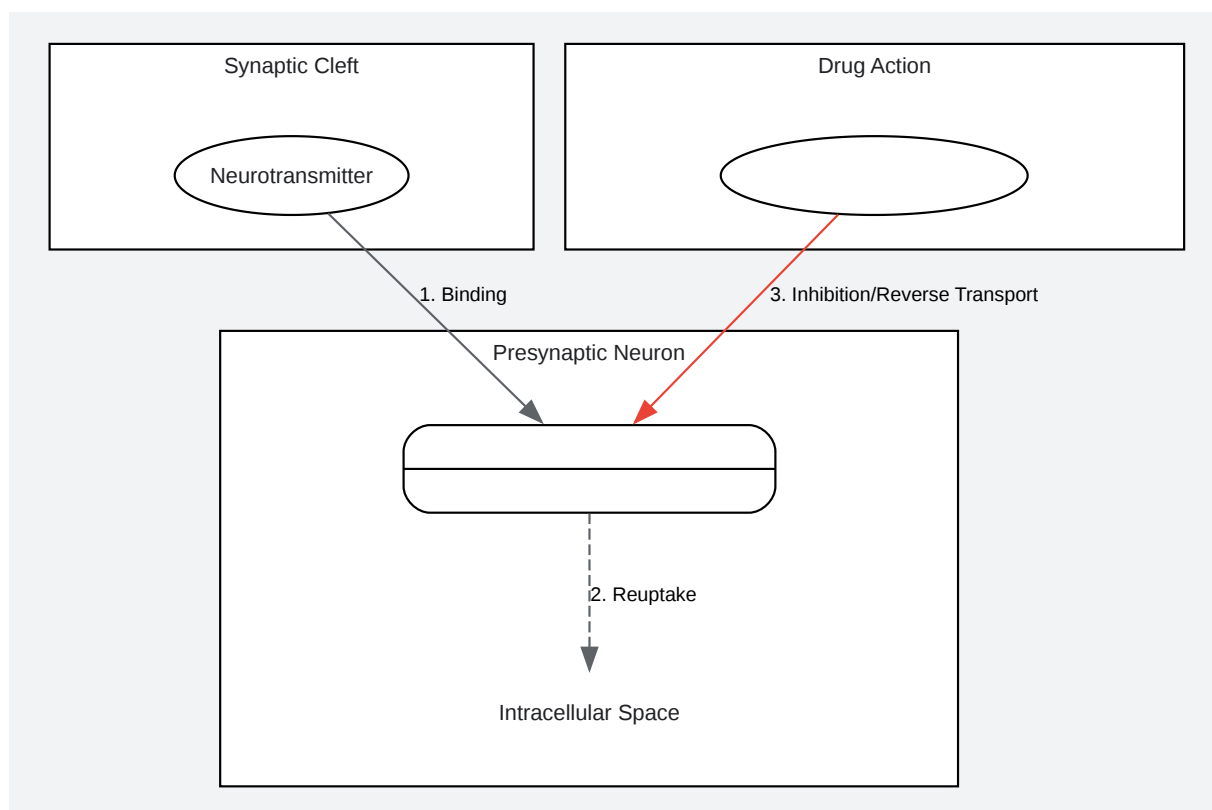 Synaptic Cleft
Drug Action
Neurotransmitter
1. Binding
3. Inhibition/Reverse Transport
Presynaptic Neuron
2. Reuptake
Intracellular Space